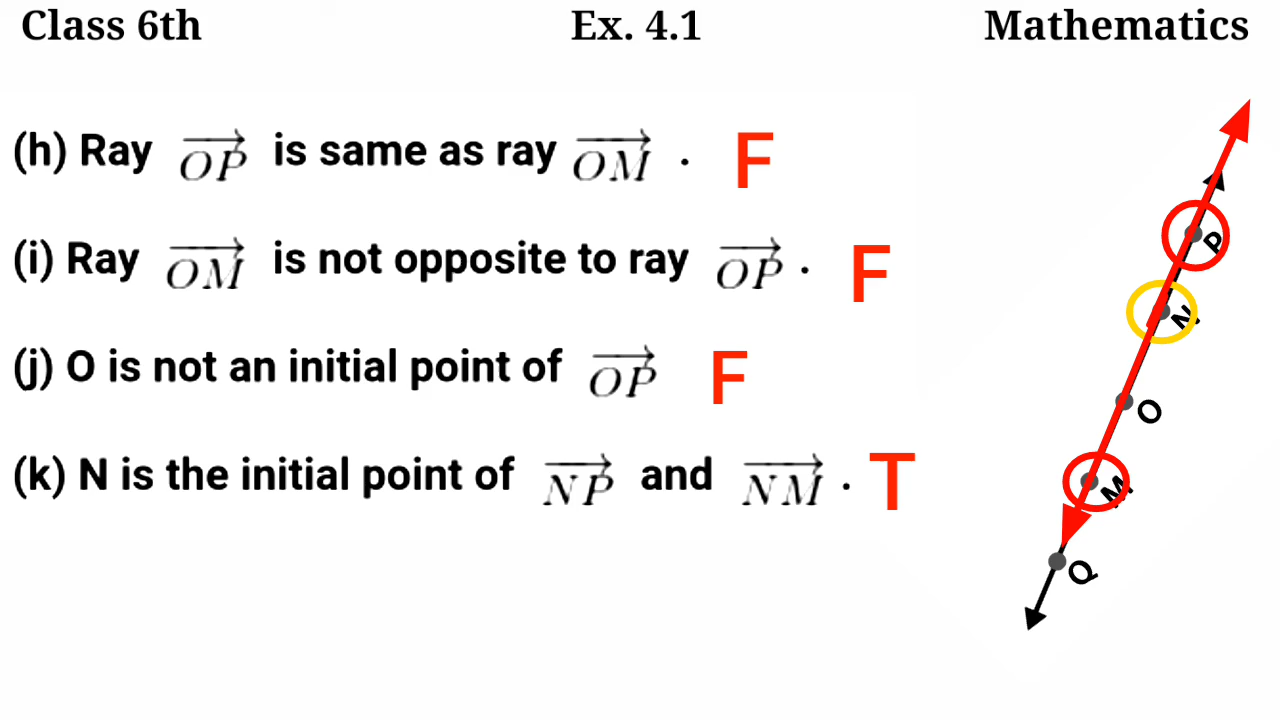 Class 6th Ex. 4.1 Mathematics
(h) Ray OP is same as ray OM . F
(i) Ray OM is not opposite to ray OP . F
(j) O is not an initial point of OP F
(k) N is the initial point of NP and NM . T
P
N
O
M
Q